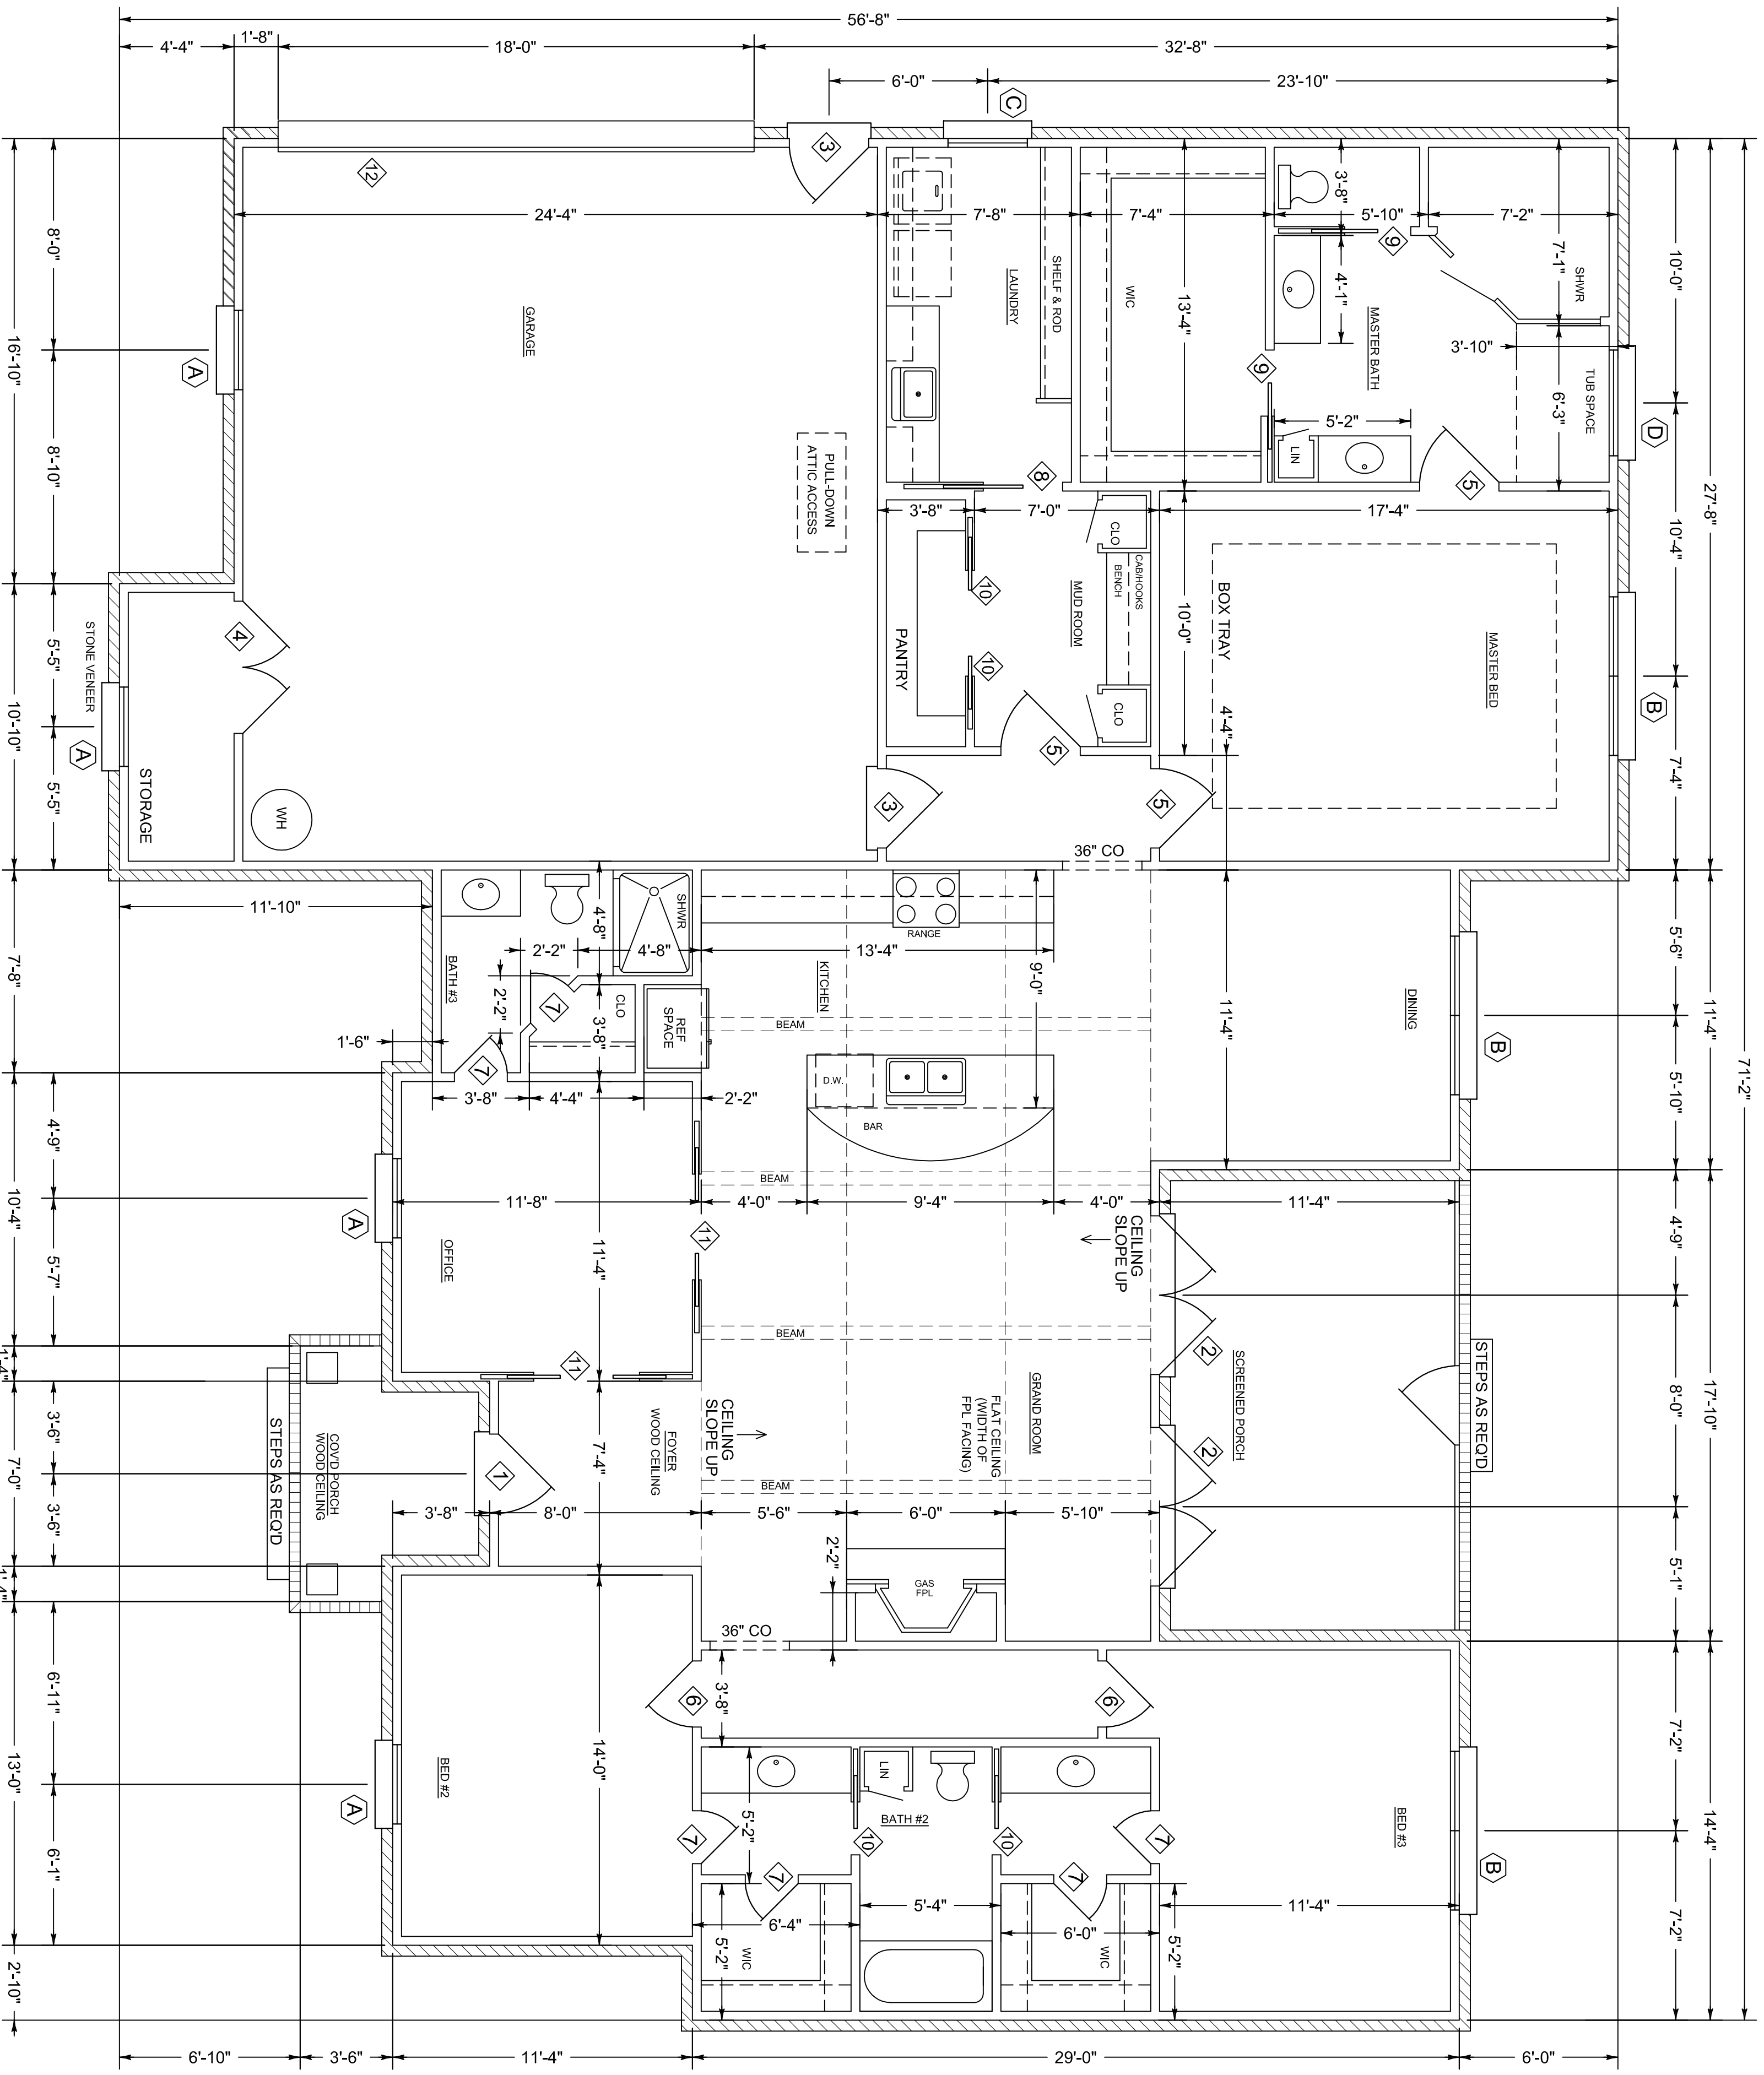 56'-8"
4'-4"
1'-8"
18'-0"
32'-8"
6'-0"
23'-10"
C
3
12
24'-4"
7'-8"
7'-4"
3'-8"
5'-10"
7'-2"
7'-1"
SHWR
9
4'-1"
10'-0"
71'-2"
8'-0"
16'-10"
GARAGE
LAUNDRY
SHELF & ROD
WIC
13'-4"
MASTER BATH
3'-10"
TUB SPACE
6'-3"
9
A
5'-2"
LIN
D
8'-10"
PULL-DOWN
ATTIC ACCESS
8
5
27'-8"
3'-8"
7'-0"
17'-4"
10'-4"
CLO
CAB/HOOKS
BENCH
10
MUD ROOM
10'-0"
BOX TRAY
MASTER BED
4
STONE VENEER
5'-5"
10'-10"
PANTRY
10
CLO
B
A
5
4'-4"
7'-4"
5'-5"
STORAGE
WH
3
5
36" CO
11'-10"
SHWR
RANGE
4'-8"
2'-2"
4'-8"
13'-4"
7'-8"
BATH #3
KITCHEN
9'-0"
11'-4"
DINING
5'-6"
11'-4"
2'-2"
7
CLO
3'-8"
REF
SPACE
BEAM
B
1'-6"
7
D.W.
5'-10"
3'-8"
4'-4"
2'-2"
BAR
4'-9"
10'-4"
BEAM
11'-8"
4'-0"
9'-4"
4'-0"
11'-4"
4'-9"
A
OFFICE
11'-4"
11
CEILING
SLOPE UP
5'-7"
BEAM
2
SCREENED PORCH
STEPS AS REQ'D
17'-10"
8'-0"
11
1'-4"
GRAND ROOM
FLAT CEILING
(WIDTH OF
FPL FACING)
CEILING
SLOPE UP
FOYER
WOOD CEILING
2
3'-6"
7'-0"
COV'D PORCH
WOOD CEILING
STEPS AS REQ'D
1
7'-4"
BEAM
3'-6"
3'-8"
8'-0"
5'-6"
6'-0"
5'-10"
2'-2"
GAS
FPL
5'-1"
1'-4"
36" CO
6'-11"
13'-0"
6
3'-8"
6
7'-2"
14'-4"
BED #2
14'-0"
LIN
A
BATH #2
5'-2"
7
10
10
7
BED #3
B
6'-1"
7
7
6'-4"
5'-4"
6'-0"
11'-4"
7'-2"
5'-2"
WIC
WIC
5'-2"
2'-10"
6'-10"
3'-6"
11'-4"
29'-0"
6'-0"